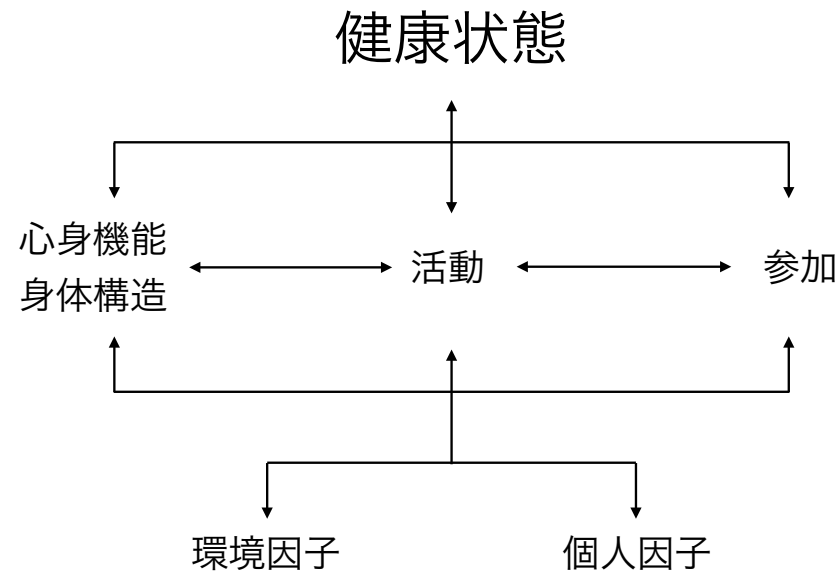 健康状態
心身機能
身体構造
活動
参加
環境因子
個人因子